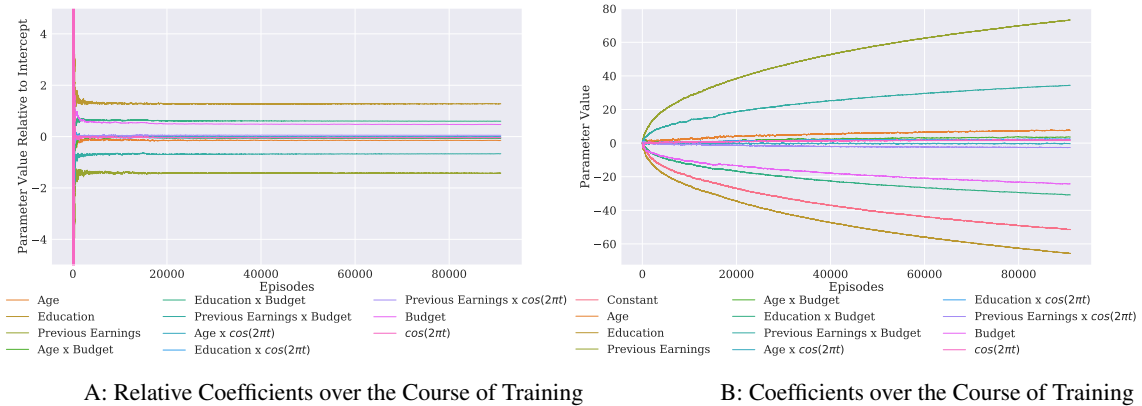 Parameter Value Relative to Intercept
4
2
0
−2
−4
0 20000 40000 60000 80000
Episodes
Age
Education
Previous Earnings
Age x Budget
Education x Budget
Previous Earnings x Budget
Age x cos(2πt)
Education x cos(2πt)
Previous Earnings x cos(2πt)
Budget
cos(2πt)
A: Relative Coefficients over the Course of Training
Parameter Value
80
60
40
20
0
−20
−40
−60
0 20000 40000 60000 80000
Episodes
Constant
Age
Education
Previous Earnings
Age x Budget
Education x Budget
Previous Earnings x Budget
Age x cos(2πt)
Education x cos(2πt)
Previous Earnings x cos(2πt)
Budget
cos(2πt)
B: Coefficients over the Course of Training